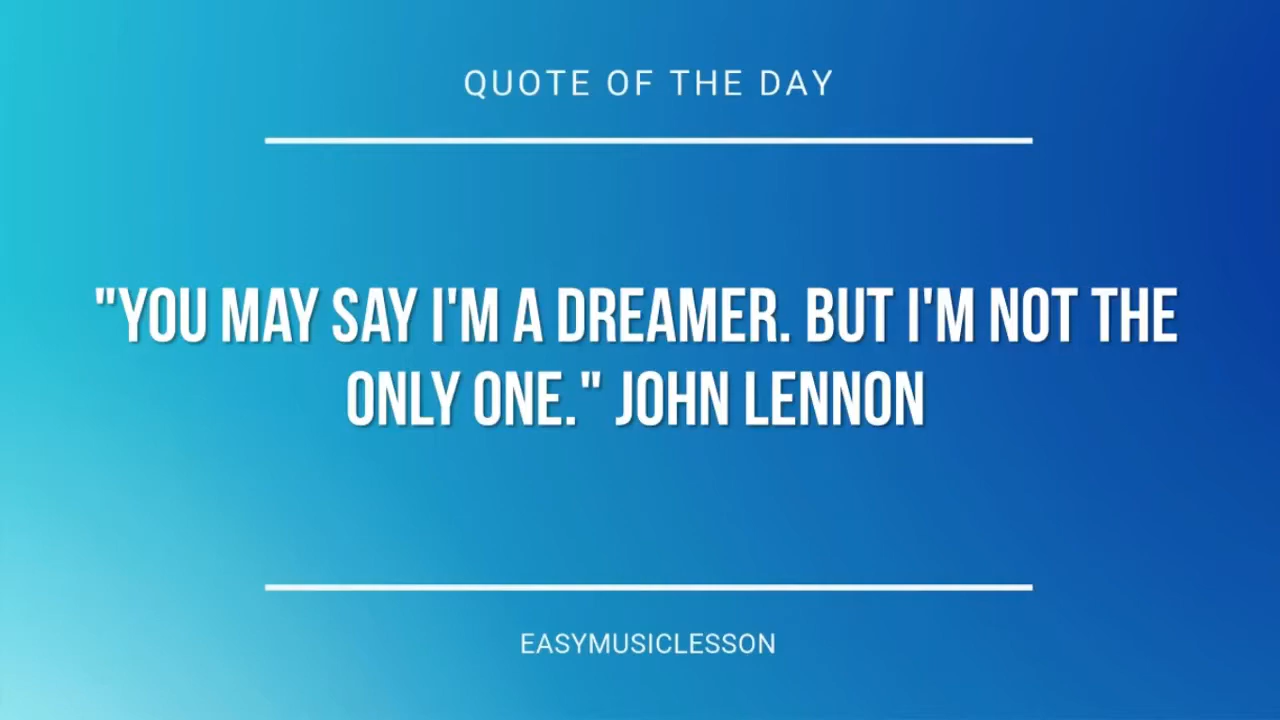 QUOTE OF THE DAY
"YOU MAY SAY I'M A DREAMER. BUT I'M NOT THE
ONLY ONE." JOHN LENNON
EASYMUSICLESSON